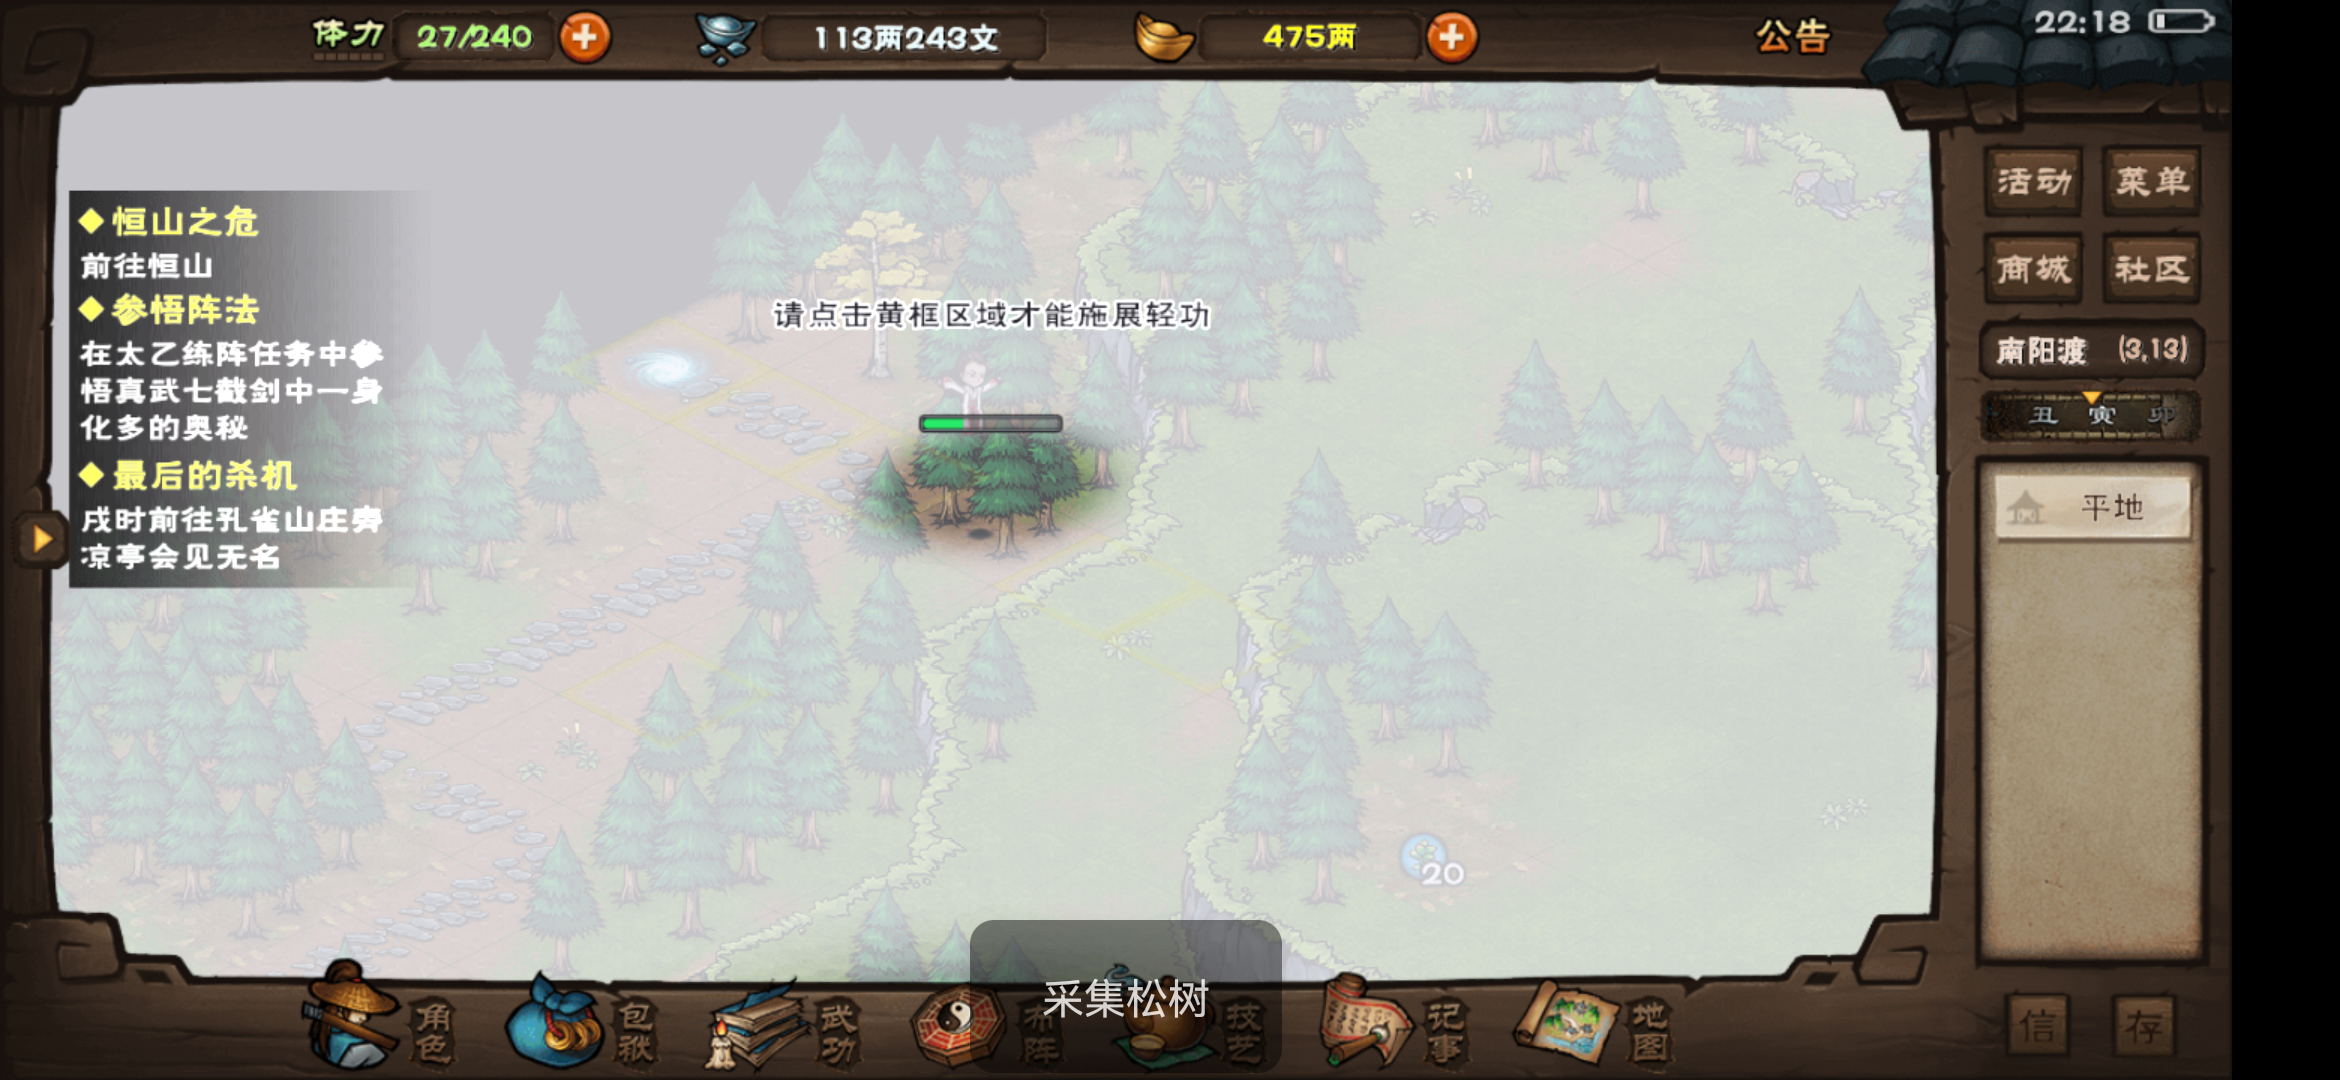 体力 27/240 113两243文 475两 公告 22:18
◆恒山之危
前往恒山
◆参悟阵法
在太乙练阵任务中参
悟真武七截剑中一身
化多的奥秘
◆最后的杀机
戌时前往孔雀山庄旁
凉亭会见无名
请点击黄框区域才能施展轻功
20
活动 菜单
商城 社区
南阳渡 (3,13)
丑 寅 卯
平地
采集松树
角色 包袱 武功 布阵 技艺 记事 地图 信 存